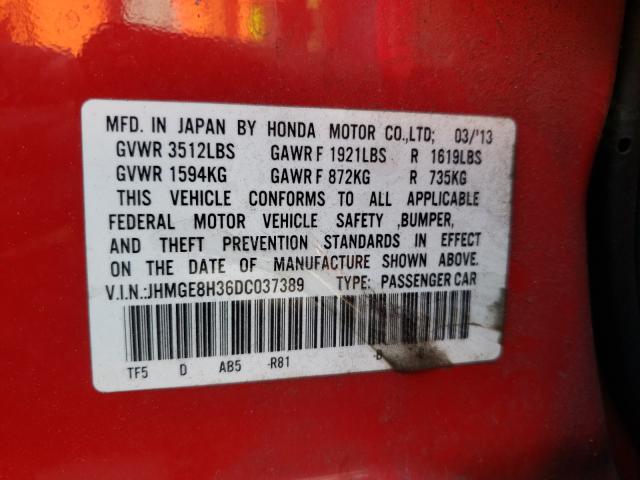 MFD. IN JAPAN BY HONDA MOTOR CO.,LTD; 03/'13
GVWR 3512LBS GAWR F 1921LBS R 1619LBS
GVWR 1594KG GAWR F 872KG R 735KG
THIS VEHICLE CONFORMS TO ALL APPLICABLE
FEDERAL MOTOR VEHICLE SAFETY ,BUMPER,
AND THEFT PREVENTION STANDARDS IN EFFECT
ON THE DATE OF MANUFACTURE SHOWN ABOVE.
V.I.N.:JHMGE8H36DC037389 TYPE: PASSENGER CAR
TF5 D AB5 -R81